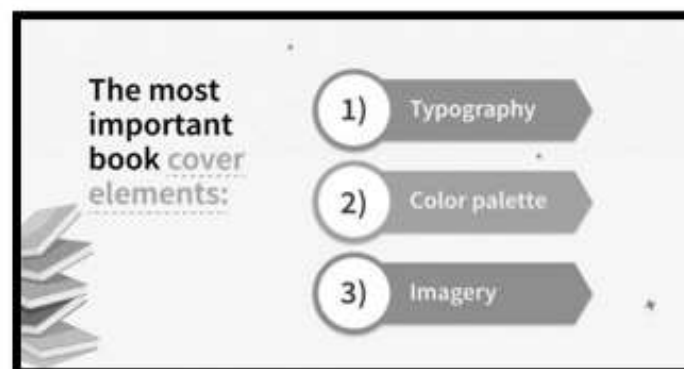 The most
important
book cover
elements:
1) Typography
2) Color palette
3) Imagery